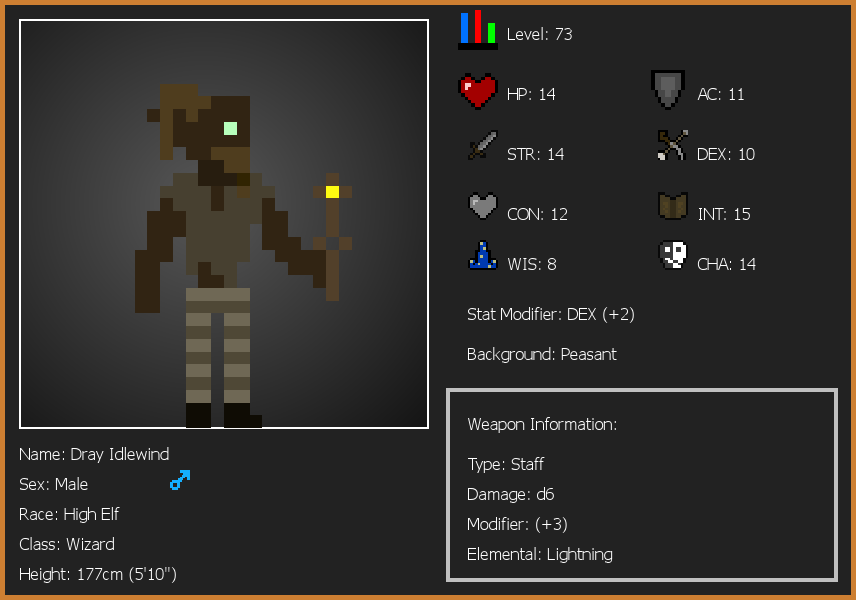 Level: 73
HP: 14
AC: 11
STR: 14
DEX: 10
CON: 12
INT: 15
WIS: 8
CHA: 14
Stat Modifier: DEX (+2)
Background: Peasant
Weapon Information:
Type: Staff
Damage: d6
Modifier: (+3)
Elemental: Lightning
Name: Dray Idlewind
Sex: Male
Race: High Elf
Class: Wizard
Height: 177cm (5'10")